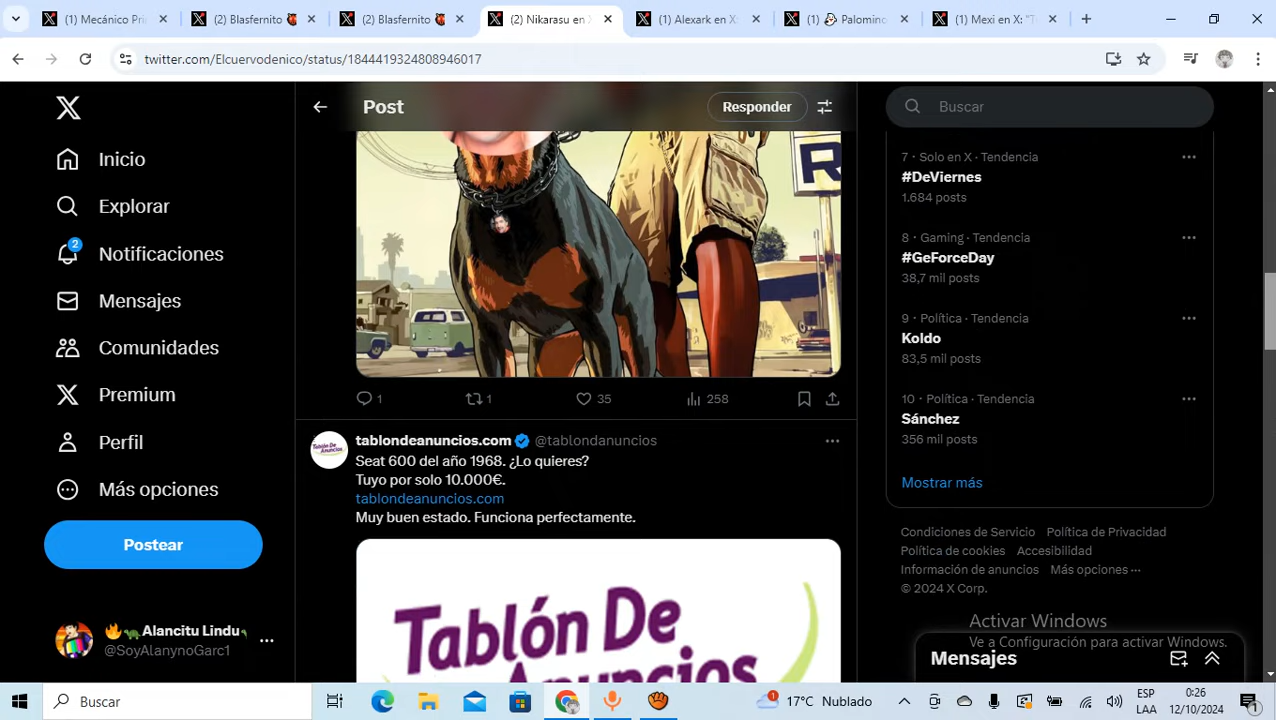 (1) Mecánico Pri
(2) Blasfernito
(2) Blasfernito
(2) Nikarasu en X
(1) Alexark en X:
(1) Palomino
(1) Mexi en X: "T
twitter.com/Elcuervodenico/status/1844419324808946017
Post
Responder
Buscar
Inicio
Explorar
2
Notificaciones
Mensajes
Comunidades
Premium
Perfil
Más opciones
Postear
Alancitu Lindu
@SoyAlanynoGarc1
R
1
1
35
258
tablondeanuncios.com @tablondanuncios
Seat 600 del año 1968. ¿Lo quieres?
Tuyo por solo 10.000€.
tablondeanuncios.com
Muy buen estado. Funciona perfectamente.
Tablón De
Anuncios
7 · Solo en X · Tendencia
#DeViernes
1.684 posts
8 · Gaming · Tendencia
#GeForceDay
38,7 mil posts
9 · Política · Tendencia
Koldo
83,5 mil posts
10 · Política · Tendencia
Sánchez
356 mil posts
Mostrar más
Condiciones de Servicio Política de Privacidad
Política de cookies Accesibilidad
Información de anuncios Más opciones ···
© 2024 X Corp.
Activar Windows
Ve a Configuración para activar Windows.
Mensajes
Buscar
1
17°C Nublado
ESP
LAA
0:26
12/10/2024
1